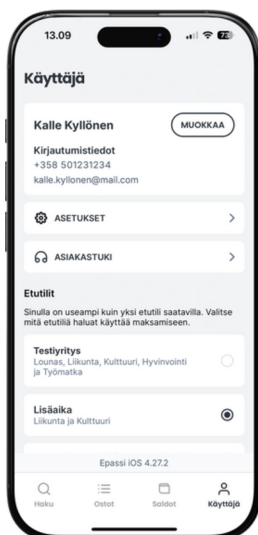 13.09
73
Käyttäjä
Kalle Kyllönen
MUOKKAA
Kirjautumistiedot
+358 501231234
kalle.kyllonen@mail.com
ASETUKSET
ASIAKASTUKI
Etutilit
Sinulla on useampi kuin yksi etutili saatavilla. Valitse
mitä etutiliä haluat käyttää maksamiseen.
Testiyritys
Lounas, Liikunta, Kulttuuri, Hyvinvointi
ja Työmatka
Lisäaika
Liikunta ja Kulttuuri
Epassi iOS 4.27.2
Haku
Ostot
Saldot
Käyttäjä